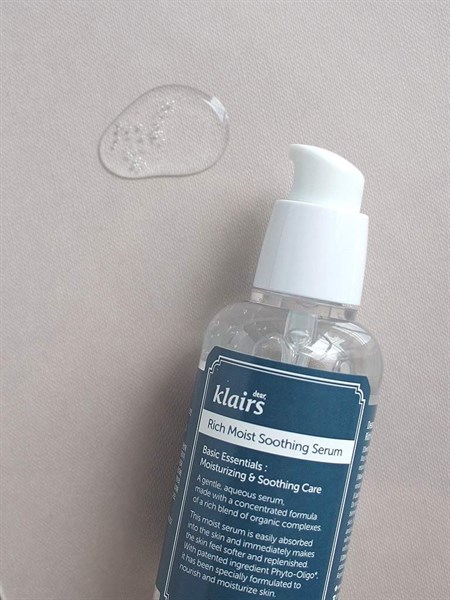 dear,
klairs
Rich Moist Soothing Serum
Basic Essentials :
Moisturizing & Soothing Care
A gentle, aqueous serum,
made with a concentrated formula
of a rich blend of organic complexes.
This moist serum is easily absorbed
into the skin and immediately makes
the skin feel softer and replenished.
With patented ingredient Phyto-Oligo*,
it has been specially formulated to
nourish and moisturize skin.